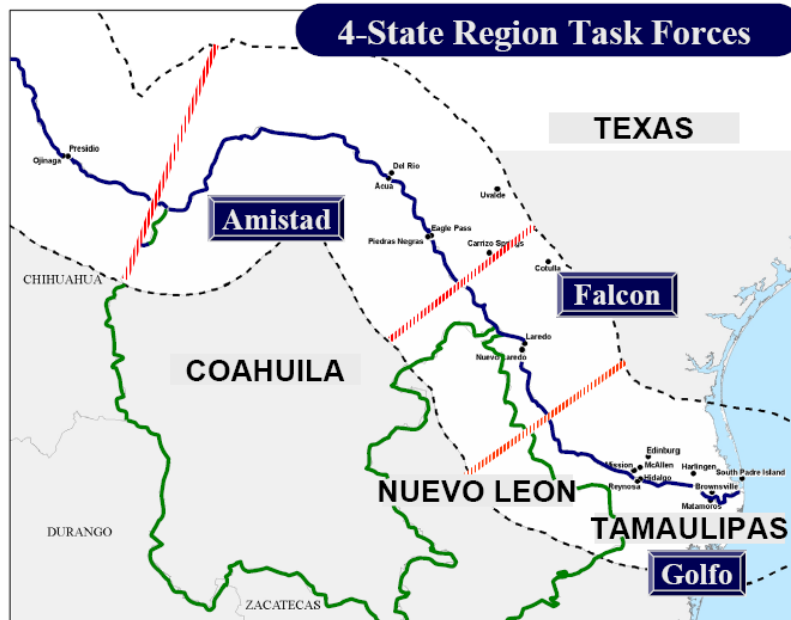 4-State Region Task Forces
TEXAS
Presidio
Ojinaga
Del Rio
Acua
Uvalde
Amistad
Eagle Pass
Piedras Negras
Carrizo Springs
Cotulla
CHIHUAHUA
Falcon
Laredo
Nuevo Laredo
COAHUILA
Edinburg
Mission
McAllen
Harlingen
South Padre Island
Hidalgo
Reynosa
Brownsville
Matamoros
NUEVO LEON
TAMAULIPAS
DURANGO
Golfo
ZACATECAS